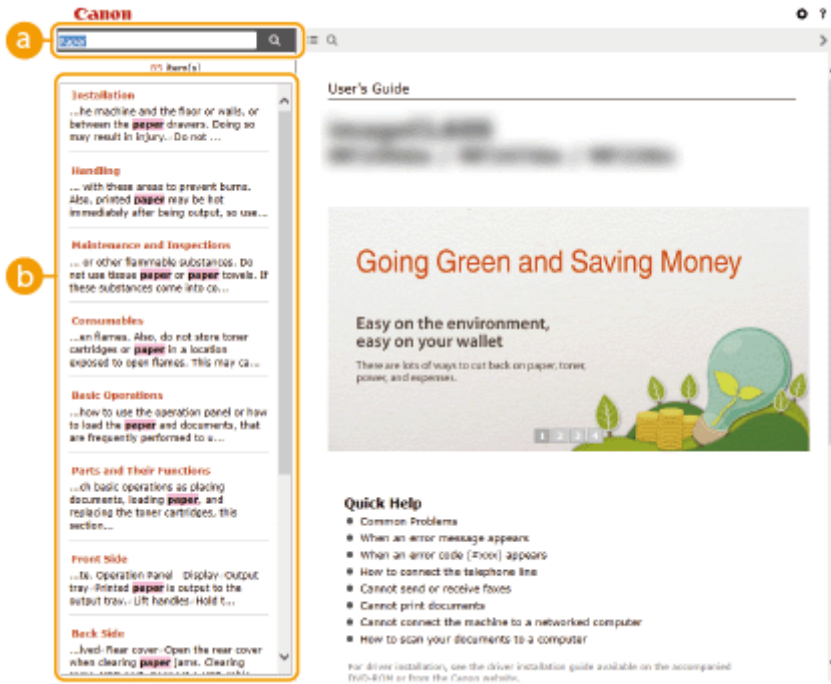 Canon
?
a
Paper
item(s)
b
Installation
...he machine and the floor or walls, or
between the paper drawers. Doing so
may result in injury. Do not ...
Handling
... with these areas to prevent burns.
Also, printed paper may be hot
immediately after being output, so use...
Maintenance and Inspections
... or other flammable substances. Do
not use tissue paper or paper towels. If
these substances come into co...
Consumables
...en flames. Also, do not store toner
cartridges or paper in a location
exposed to open flames. This may ca...
Basic Operations
...how to use the operation panel or how
to load the paper and documents, that
are frequently performed to u...
Parts and Their Functions
...ch basic operations as placing
documents, loading paper, and
replacing the toner cartridges, this
section...
Front Side
...te. Operation Panel Display Output
tray Printed paper is output to the
output tray. Lift handles Hold t...
Back Side
...ived Rear cover Open the rear cover
when clearing paper jams. Clearing
User's Guide
Going Green and Saving Money
Easy on the environment,
easy on your wallet
There are lots of ways to cut back on paper, toner,
power, and expenses.
1 2 3 4
Quick Help
Common Problems
When an error message appears
When an error code (#xxx) appears
How to connect the telephone line
Cannot send or receive faxes
Cannot print documents
Cannot connect the machine to a networked computer
How to scan your documents to a computer
For driver installation, see the driver installation guide available on the accompanied
DVD-ROM or from the Canon website.